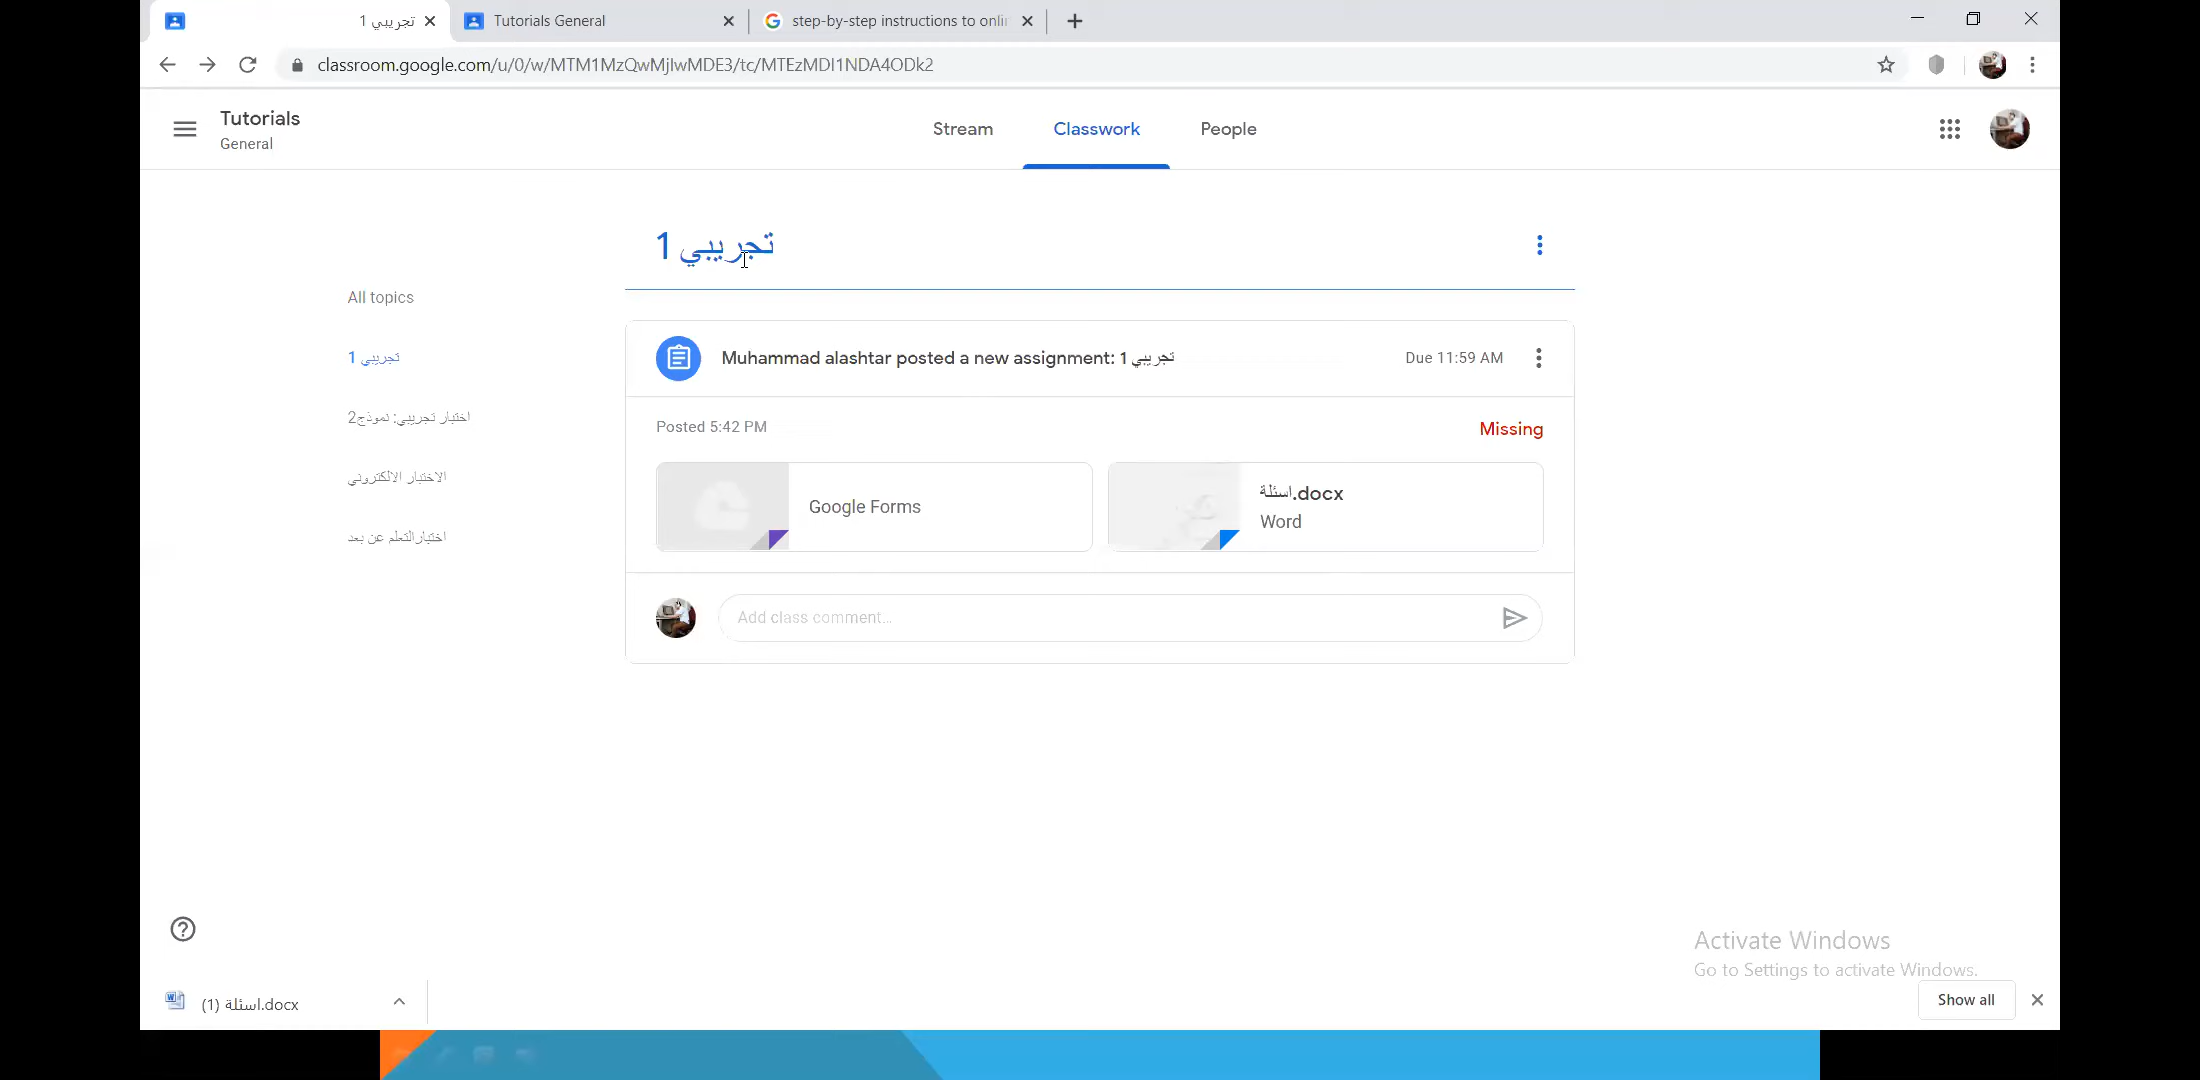 تجريبي 1
Tutorials General
step-by-step instructions to onli
classroom.google.com/u/0/w/MTM1MzQwMjIwMDE3/tc/MTEzMDI1NDA4ODk2
Tutorials
General
Stream
Classwork
People
تجريبي 1
All topics
تجريبي 1
اختبار تجريبي: نموذج2
الاختبار الالكتروني
اختبارالتعلم عن بعد
Muhammad alashtar posted a new assignment: تجريبي 1
Due 11:59 AM
Posted 5:42 PM
Missing
Google Forms
اسئلة.docx
Word
Add class comment...
Activate Windows
Go to Settings to activate Windows.
اسئلة (1).docx
Show all